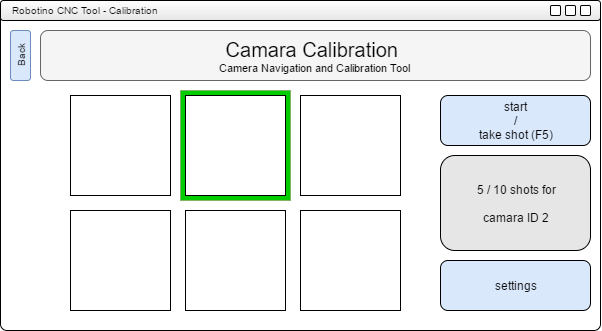 Robotino CNC Tool - Calibration
Back
Camara Calibration
Camera Navigation and Calibration Tool
start
/
take shot (F5)
5 / 10 shots for
camara ID 2
settings